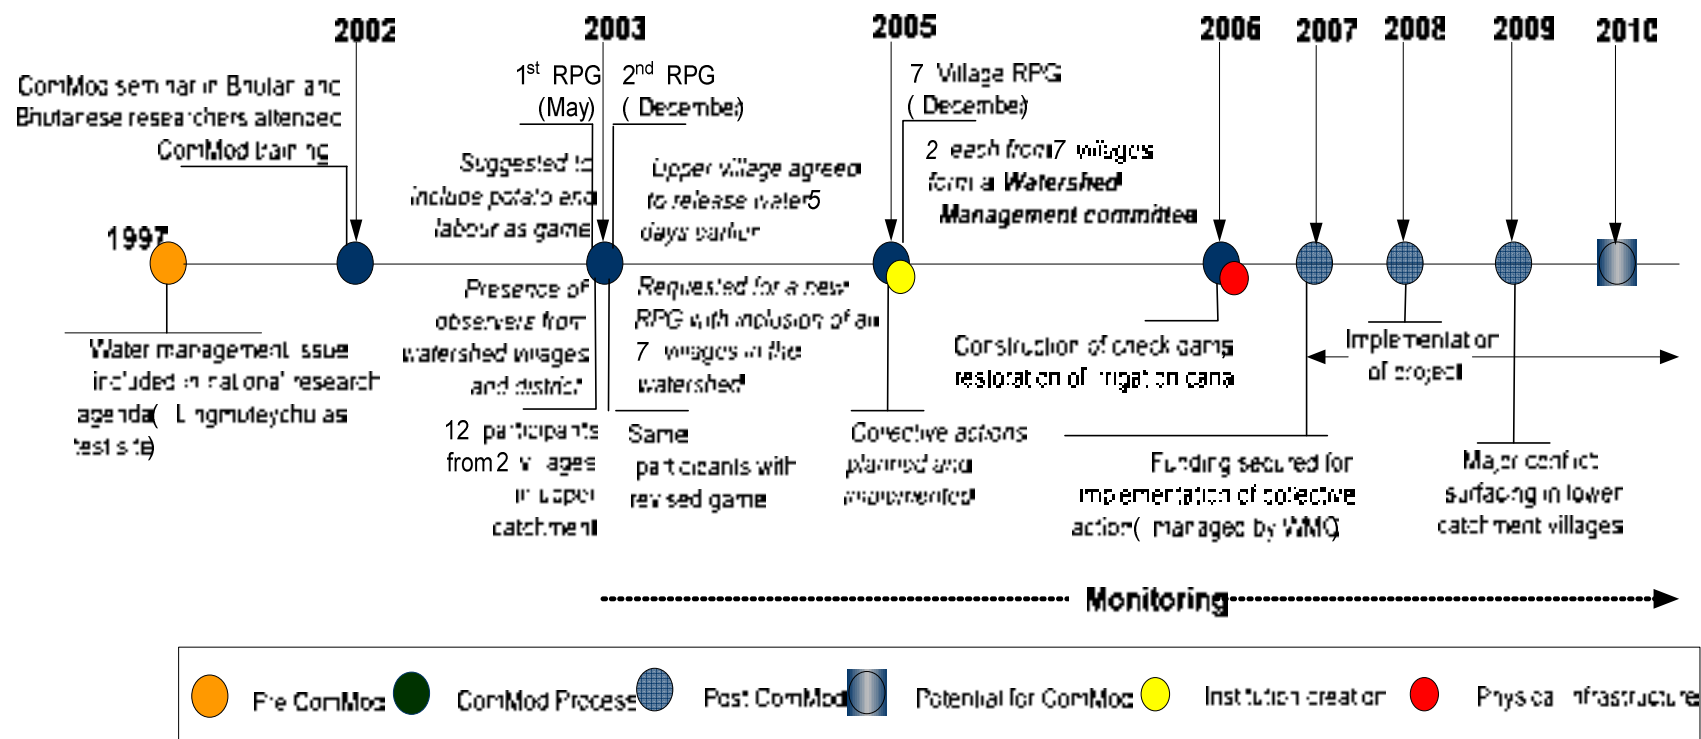 2002
2003
2005
2006
2007
2008
2009
2010
ComMod seminar in Bhutan and
Bhutanese researchers attended
ComMod training
1st RPG
(May)
2nd RPG
( December)
7 Village RPG
( December)
2 each from 7 villages
form a Watershed
Management committee
Suggested to
include potato and
labour as game
Upper village agreed
to release water 5
days earlier
1997
Presence of
observers from
watershed villages
and district
Requested for a new
RPG with inclusion of all
7 villages in the
watershed
Water management issue
included in national research
agenda( Lingmuteychu as
test site)
12 participants
from 2 villages
in upper
catchment
Same
participants with
revised game
Collective actions
planned and
implemented
Construction of check dams,
restoration of irrigation canal
Implementation
of project
Funding secured for
implementation of collective
action( managed by WMC)
Major conflict
surfacing in lower
catchment villages
Monitoring
Pre ComMod
ComMod Process
Post ComMod
Potential for ComMod
Institution creation
Physical infrastructure